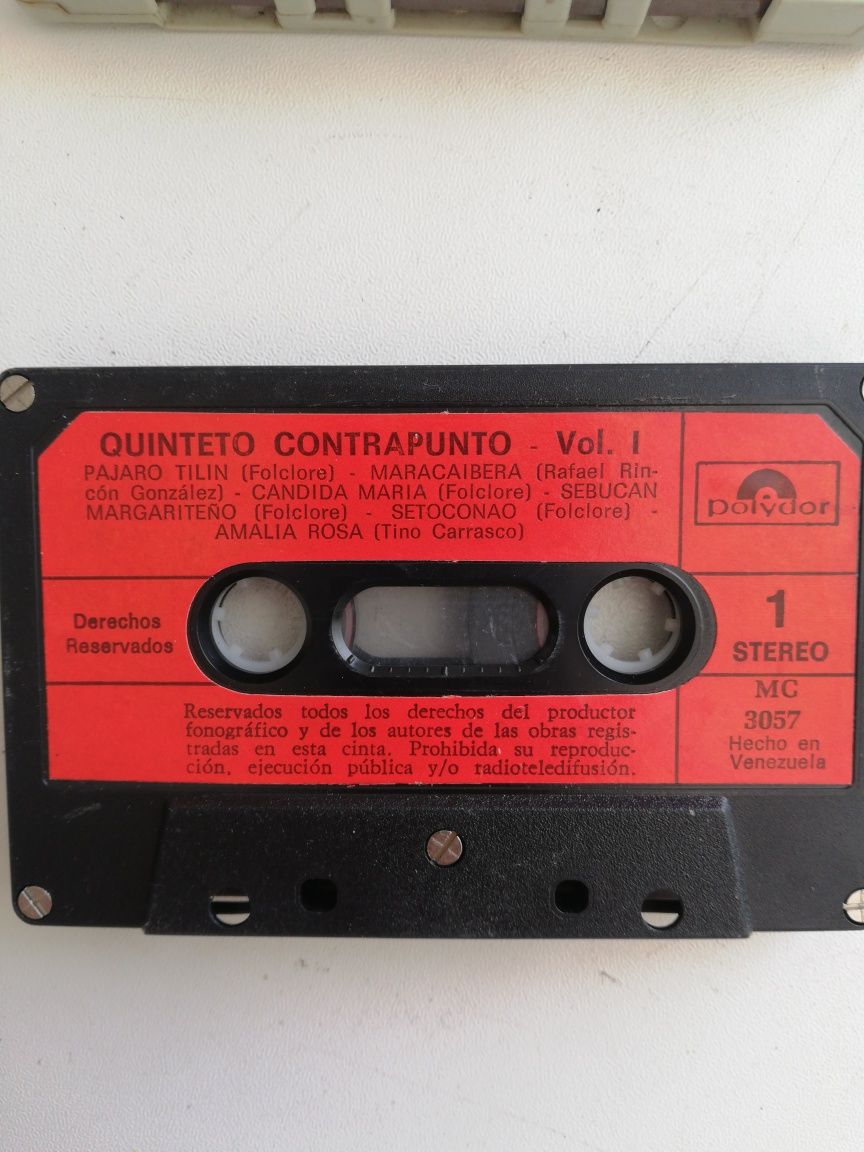 QUINTETO CONTRAPUNTO - Vol. I
PAJARO TILIN (Folclore) - MARACAIBERA (Rafael Rin-
cón González) - CANDIDA MARIA (Folclore) - SEBUCAN
MARGARITEÑO (Folclore) - SETOCONAO (Folclore) -
AMALIA ROSA (Tino Carrasco)
polydor
Derechos
Reservados
1
STEREO
MC
3057
Hecho en
Venezuela
Reservados todos los derechos del productor
fonográfico y de los autores de las obras regis-
tradas en esta cinta. Prohibida su reproduc-
ción, ejecución pública y/o radioteledifusión.